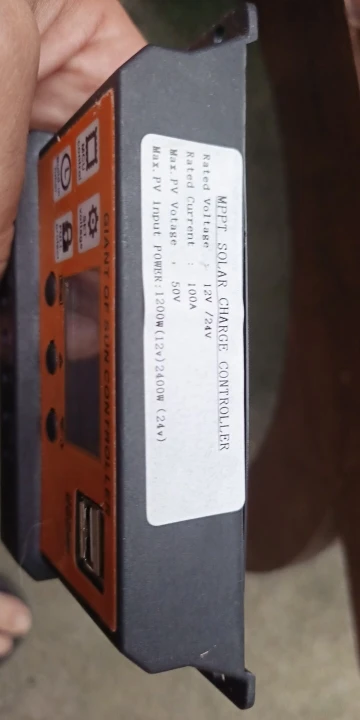 MPPT SOLAR CHARGE CONTROLLER
Rated Voltage : 12V /24V
Rated Current : 100A
Max.PV Votage : 50V
Max.PV Input POWER:1200W(12v)2400W (24v)
GIANT OF SUN CONTROLLER